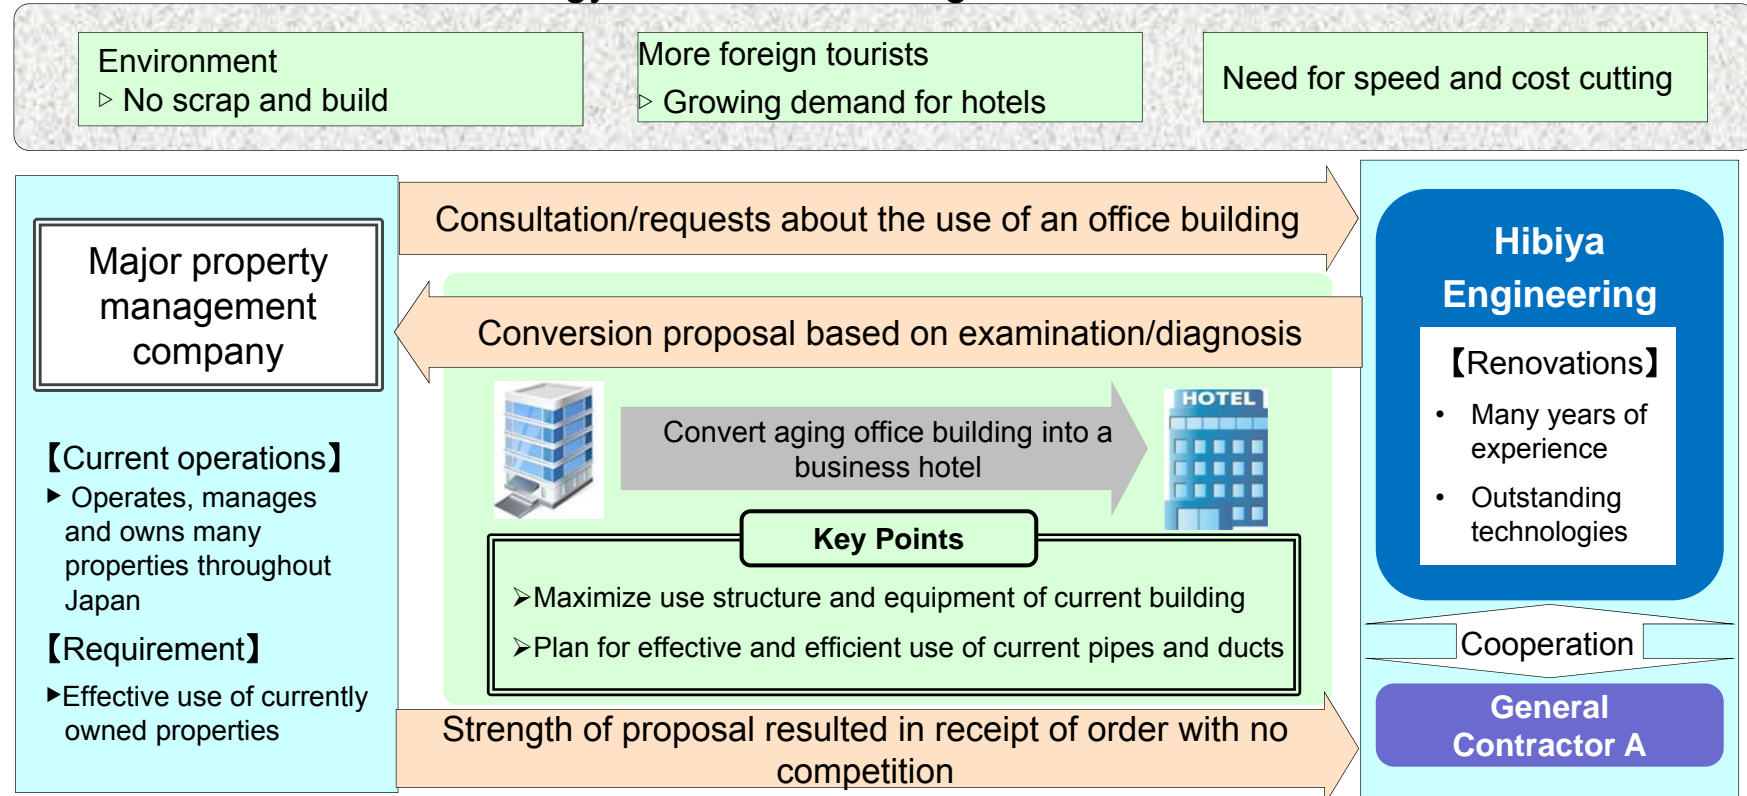 Environment
▷ No scrap and build
More foreign tourists
▷ Growing demand for hotels
Need for speed and cost cutting
Major property
management
company
【Current operations】
▶ Operates, manages
and owns many
properties throughout
Japan
【Requirement】
▶Effective use of currently
owned properties
Consultation/requests about the use of an office building
Conversion proposal based on examination/diagnosis
Convert aging office building into a
business hotel
HOTEL
Key Points
➢Maximize use structure and equipment of current building
➢Plan for effective and efficient use of current pipes and ducts
Strength of proposal resulted in receipt of order with no
competition
Hibiya
Engineering
【Renovations】
• Many years of
experience
• Outstanding
technologies
Cooperation
General
Contractor A